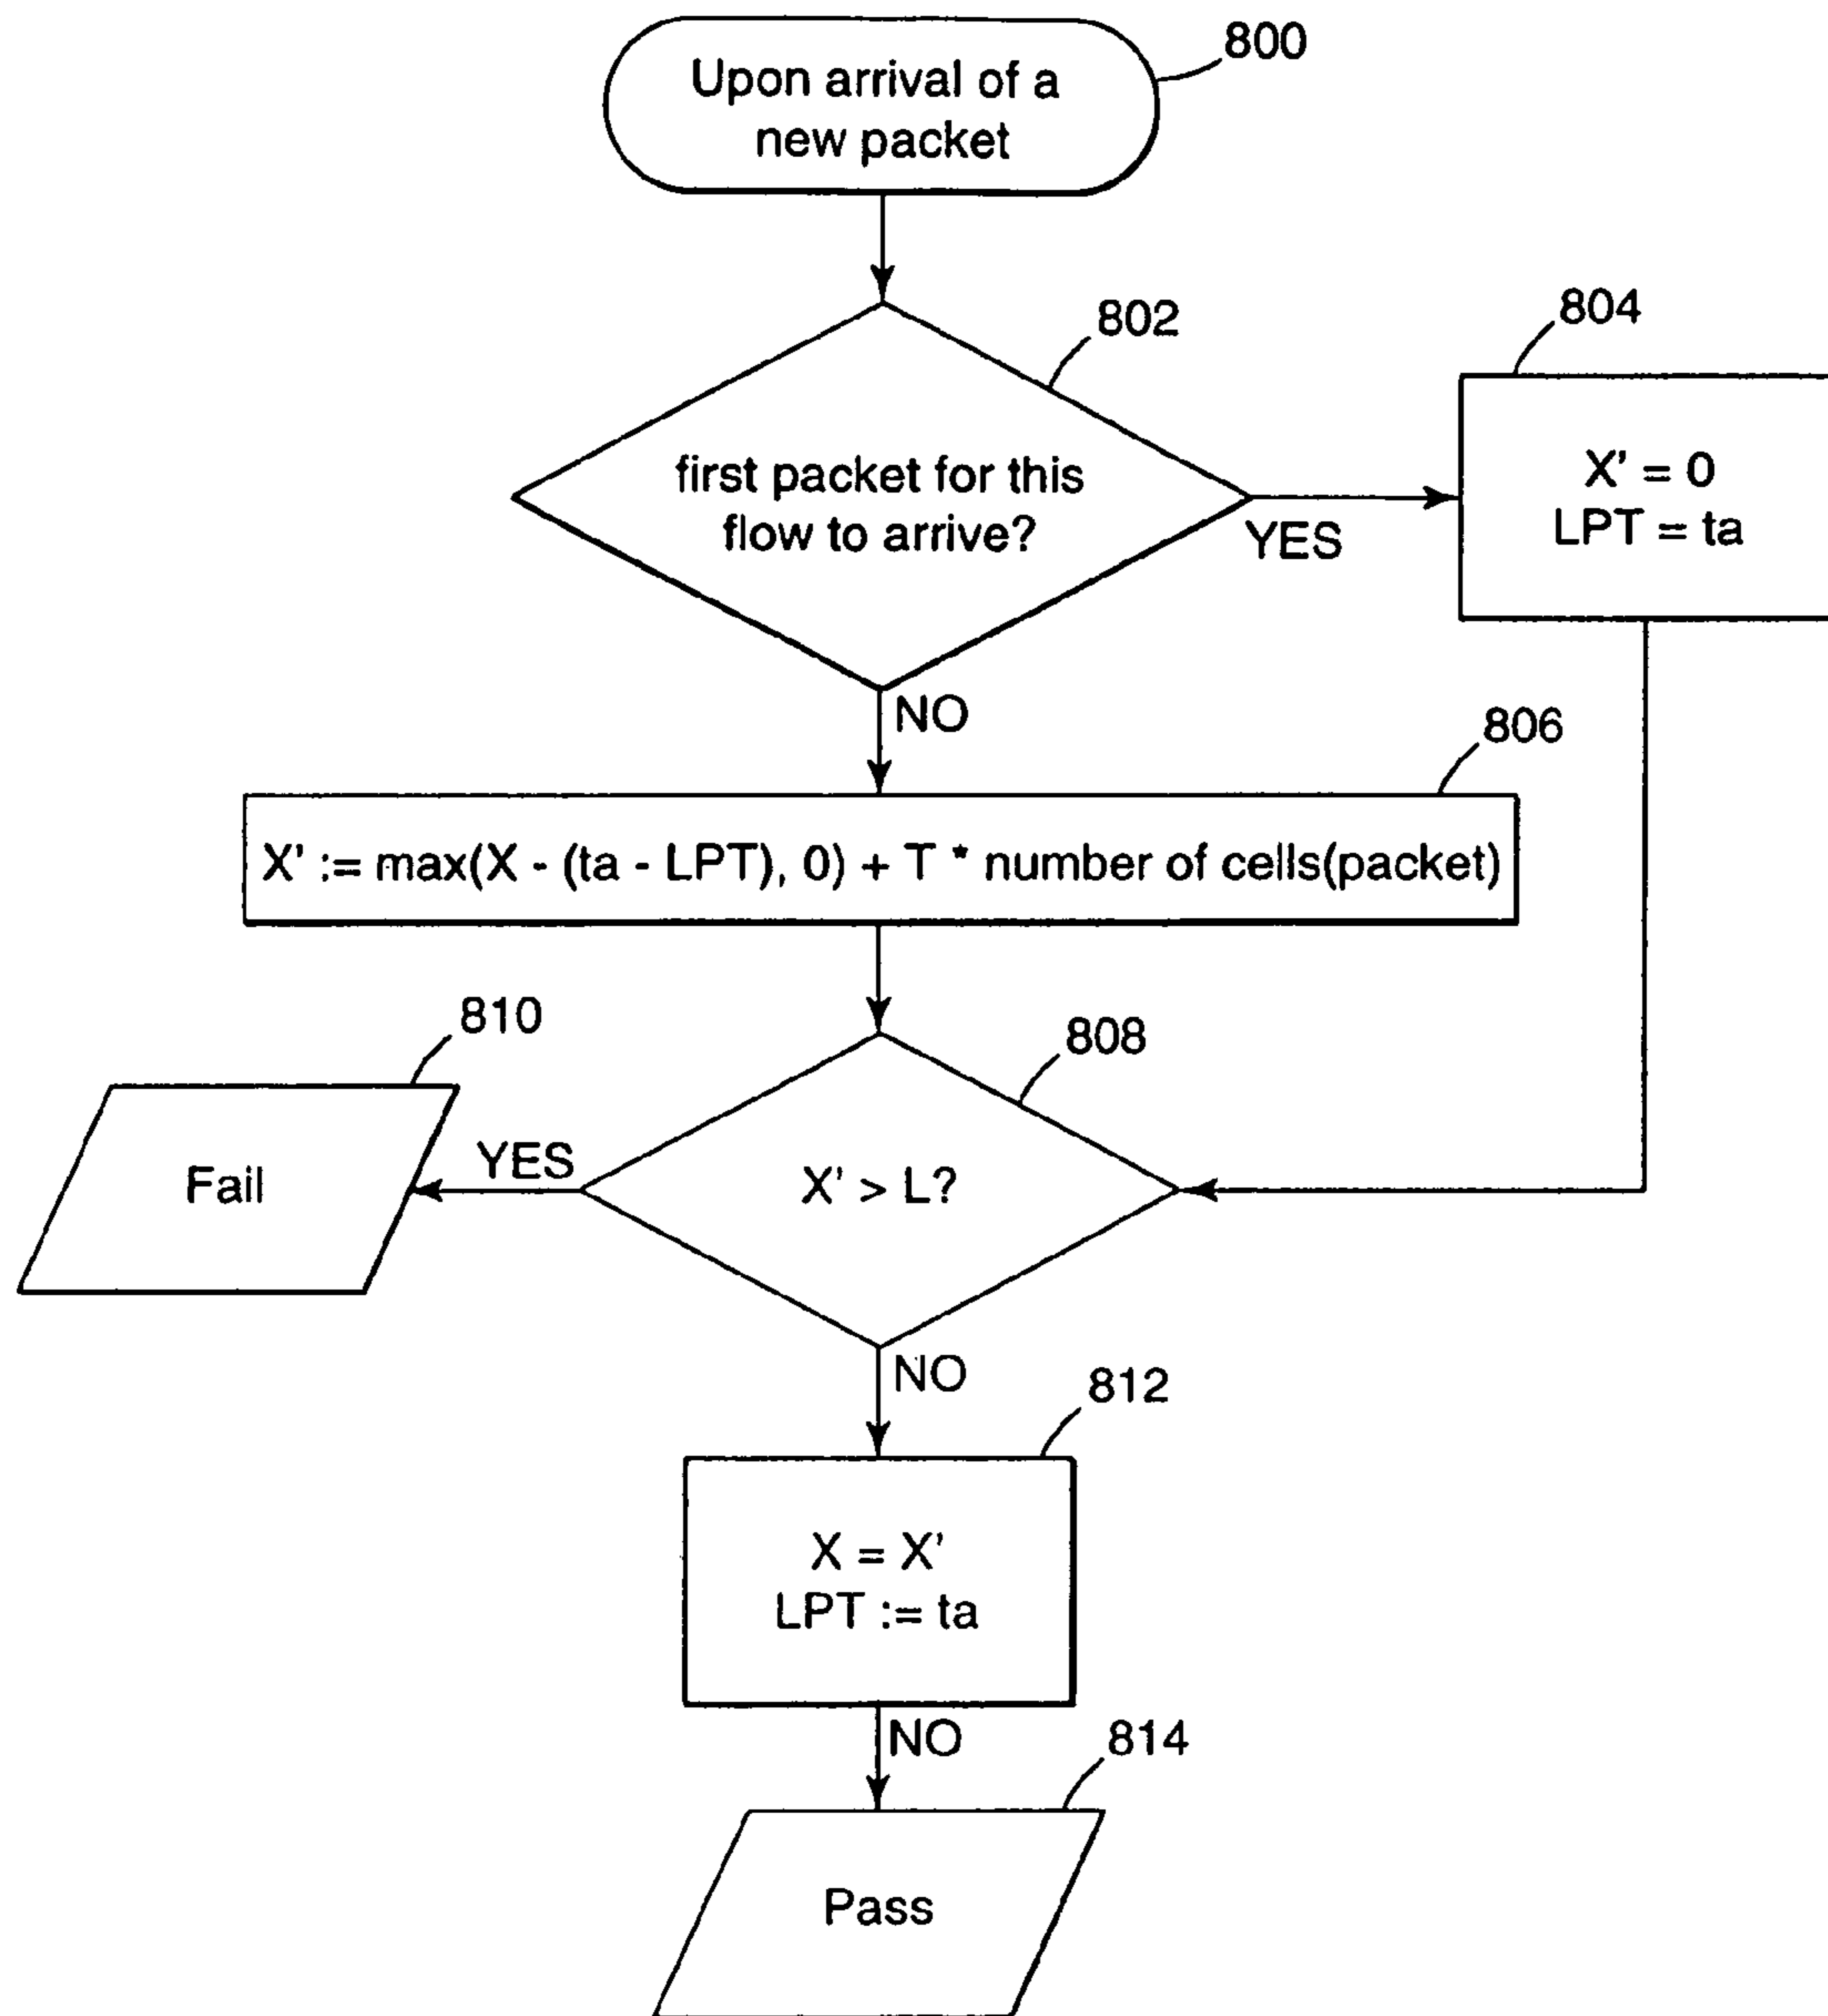 800
Upon arrival of a
new packet
802
804
first packet for this
flow to arrive?
YES
X' = 0
LPT = ta
NO
806
X' := max(X - (ta - LPT), 0) + T * number of cells(packet)
810
808
Fail
YES
X' > L?
NO
812
X = X'
LPT := ta
NO
814
Pass